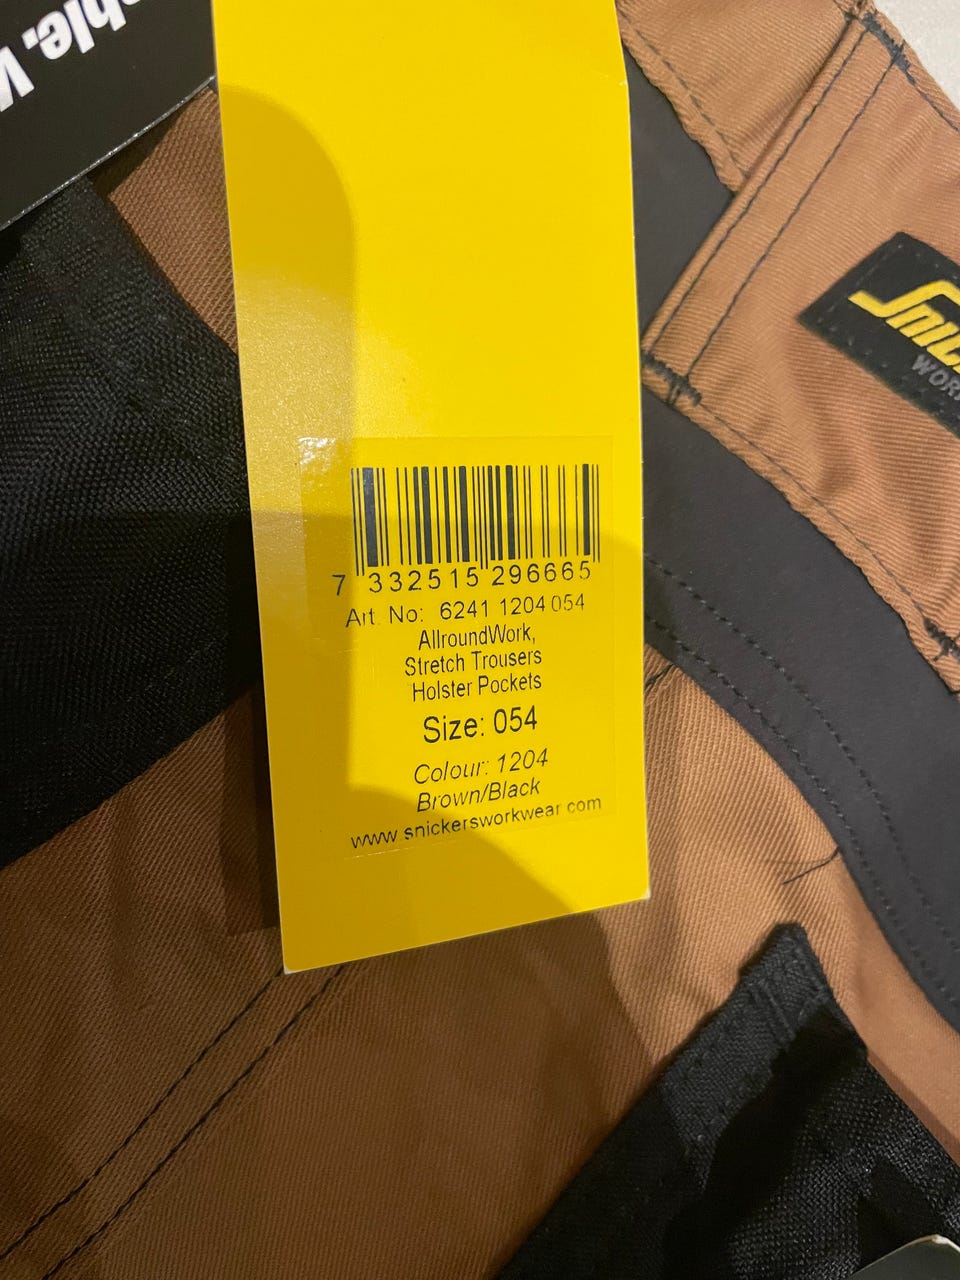 7 332515 296665
Art. No: 6241 1204 054
AllroundWork,
Stretch Trousers
Holster Pockets
Size: 054
Colour: 1204
Brown/Black
www.snickersworkwear.com